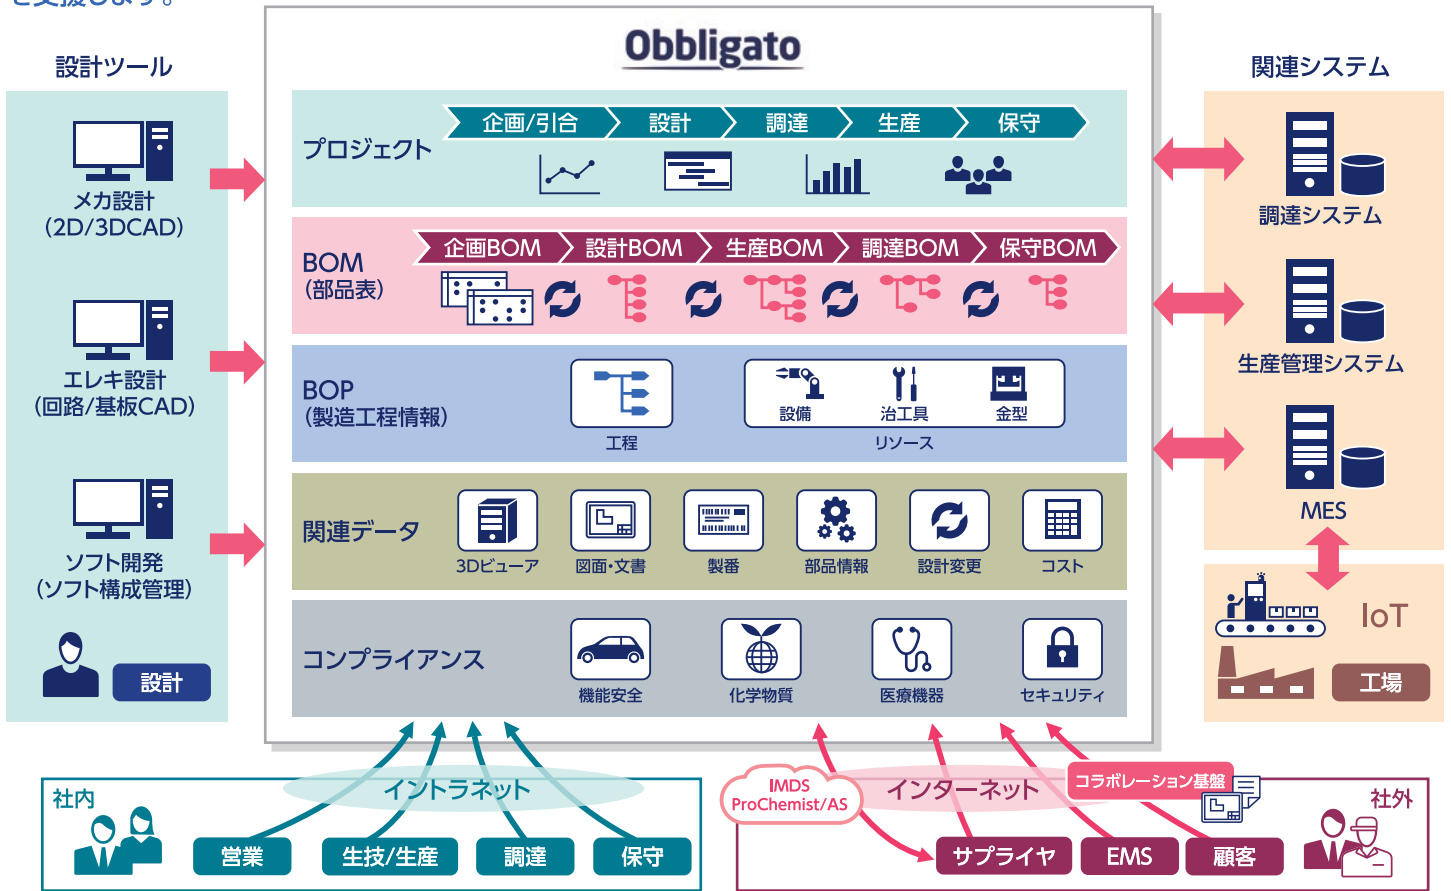 を支援します。
Obbligato
設計ツール
メカ設計
(2D/3DCAD)
エレキ設計
(回路/基板CAD)
ソフト開発
(ソフト構成管理)
設計
プロジェクト
企画/引合
設計
調達
生産
保守
BOM
(部品表)
企画BOM
設計BOM
生産BOM
調達BOM
保守BOM
BOP
(製造工程情報)
工程
設備
治工具
金型
リソース
関連データ
3Dビューア
図面・文書
製番
部品情報
設計変更
コスト
コンプライアンス
機能安全
化学物質
医療機器
セキュリティ
関連システム
調達システム
生産管理システム
MES
IoT
工場
社内
イントラネット
営業
生技/生産
調達
保守
IMDS
ProChemist/AS
インターネット
コラボレーション基盤
社外
サプライヤ
EMS
顧客